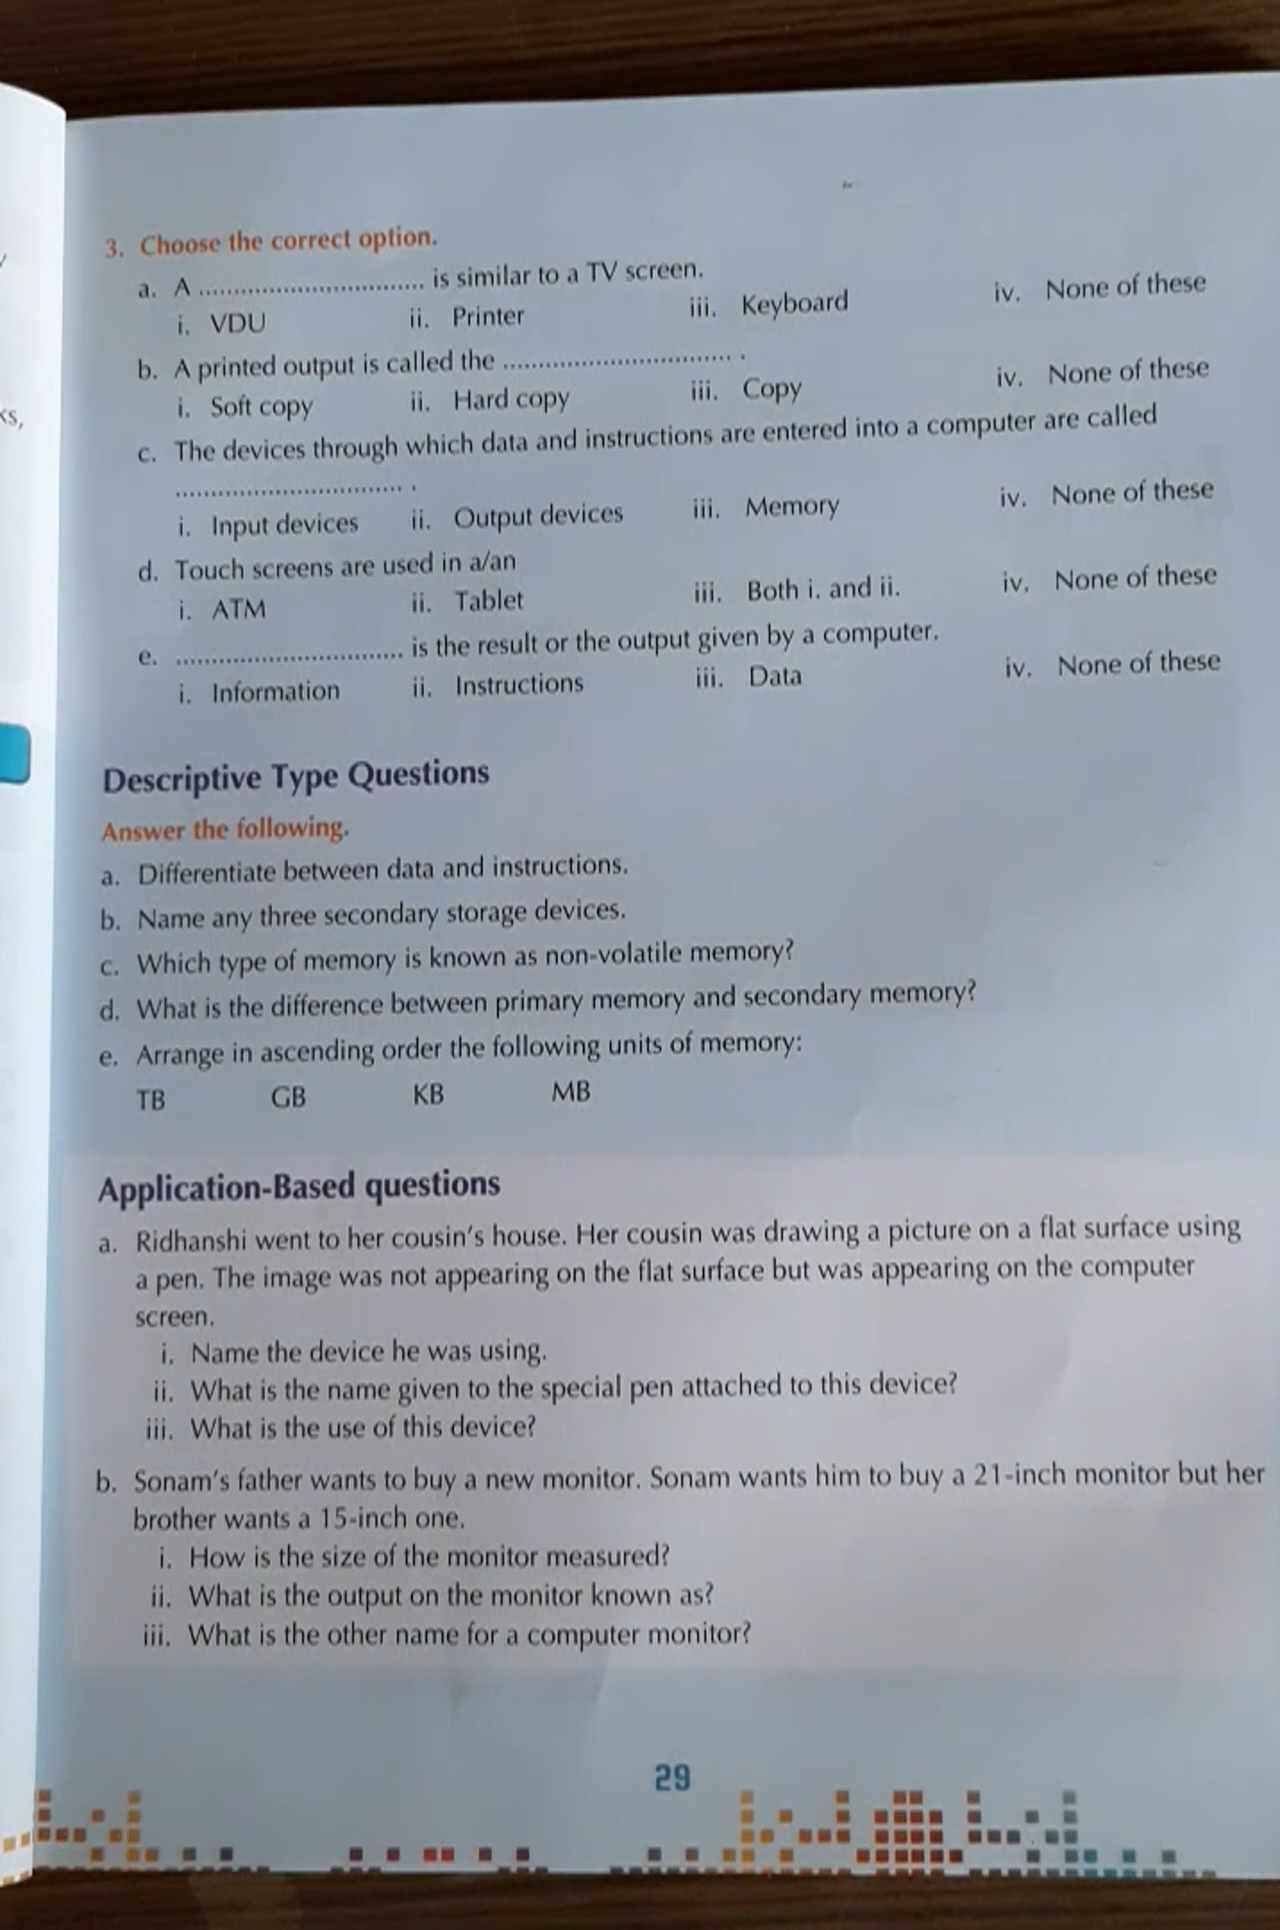 3. Choose the correct option.
a. A ................................ is similar to a TV screen.
i. VDU ii. Printer iii. Keyboard iv. None of these
b. A printed output is called the ................................ .
i. Soft copy ii. Hard copy iii. Copy iv. None of these
c. The devices through which data and instructions are entered into a computer are called
................................ .
i. Input devices ii. Output devices iii. Memory iv. None of these
d. Touch screens are used in a/an
i. ATM ii. Tablet iii. Both i. and ii. iv. None of these
e. ................................ is the result or the output given by a computer.
i. Information ii. Instructions iii. Data iv. None of these
Descriptive Type Questions
Answer the following.
a. Differentiate between data and instructions.
b. Name any three secondary storage devices.
c. Which type of memory is known as non-volatile memory?
d. What is the difference between primary memory and secondary memory?
e. Arrange in ascending order the following units of memory:
TB GB KB MB
Application-Based questions
a. Ridhanshi went to her cousin's house. Her cousin was drawing a picture on a flat surface using
a pen. The image was not appearing on the flat surface but was appearing on the computer
screen.
i. Name the device he was using.
ii. What is the name given to the special pen attached to this device?
iii. What is the use of this device?
b. Sonam's father wants to buy a new monitor. Sonam wants him to buy a 21-inch monitor but her
brother wants a 15-inch one.
i. How is the size of the monitor measured?
ii. What is the output on the monitor known as?
iii. What is the other name for a computer monitor?
29